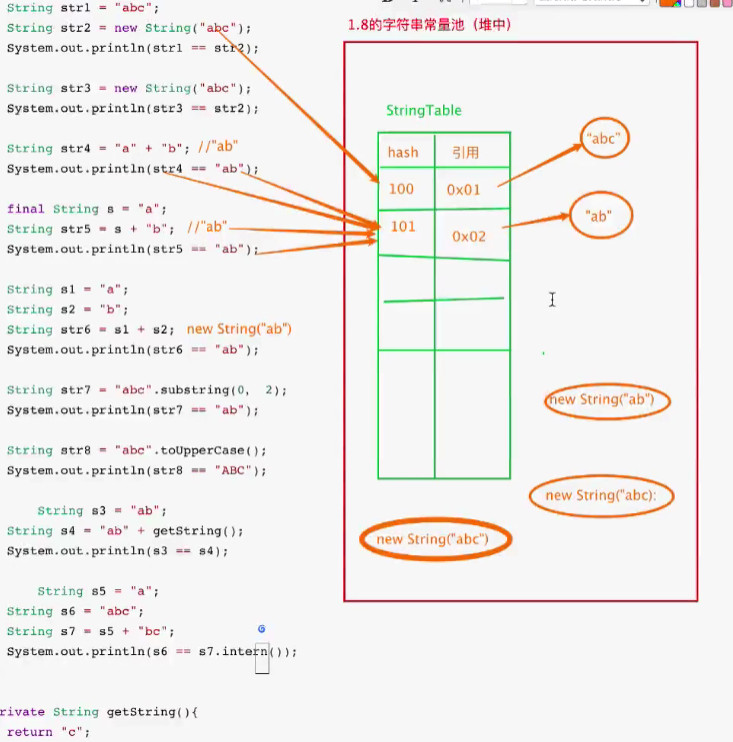 String str1 = "abc";
String str2 = new String("abc");
System.out.println(str1 == str2);
String str3 = new String("abc");
System.out.println(str3 == str2);
String str4 = "a" + "b"; //"ab"
System.out.println(str4 == "ab");
final String s = "a";
String str5 = s + "b"; //"ab"
System.out.println(str5 == "ab");
String s1 = "a";
String s2 = "b";
String str6 = s1 + s2; new String("ab")
System.out.println(str6 == "ab");
String str7 = "abc".substring(0, 2);
System.out.println(str7 == "ab");
String str8 = "abc".toUpperCase();
System.out.println(str8 == "ABC");
String s3 = "ab";
String s4 = "ab" + getString();
System.out.println(s3 == s4);
String s5 = "a";
String s6 = "abc";
String s7 = s5 + "bc";
System.out.println(s6 == s7.intern());
rivate String getString(){
return "c";
1.8的字符串常量池（堆中）
StringTable
hash 引用
100 0x01
101 0x02
"abc"
"ab"
new String("ab")
new String("abc):
new String("abc")